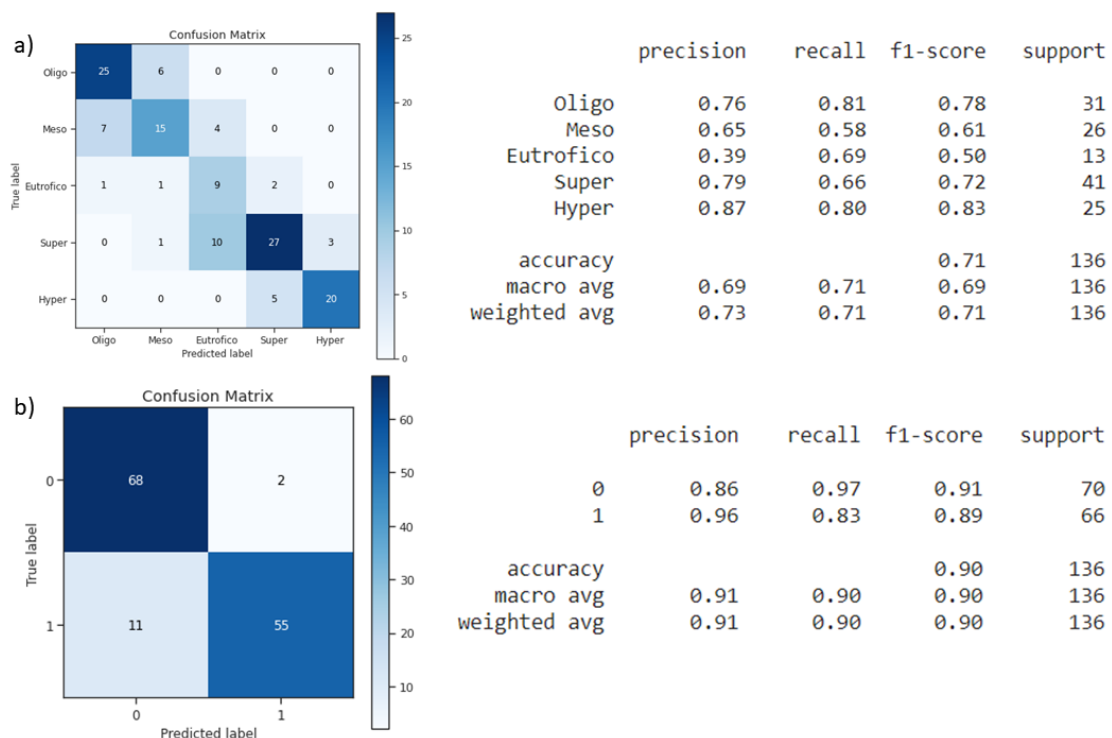 a)
Confusion Matrix
Oligo 25 6 0 0 0
Meso 7 15 4 0 0
Eutrofico 1 1 9 2 0
Super 0 1 10 27 3
Hyper 0 0 0 5 20
Oligo Meso Eutrofico Super Hyper
Predicted label
True label
25
20
15
10
5
0
precision recall f1-score support
Oligo 0.76 0.81 0.78 31
Meso 0.65 0.58 0.61 26
Eutrofico 0.39 0.69 0.50 13
Super 0.79 0.66 0.72 41
Hyper 0.87 0.80 0.83 25
accuracy 0.71 136
macro avg 0.69 0.71 0.69 136
weighted avg 0.73 0.71 0.71 136
b)
Confusion Matrix
0 68 2
1 11 55
0 1
Predicted label
True label
60
50
40
30
20
10
precision recall f1-score support
0 0.86 0.97 0.91 70
1 0.96 0.83 0.89 66
accuracy 0.90 136
macro avg 0.91 0.90 0.90 136
weighted avg 0.91 0.90 0.90 136